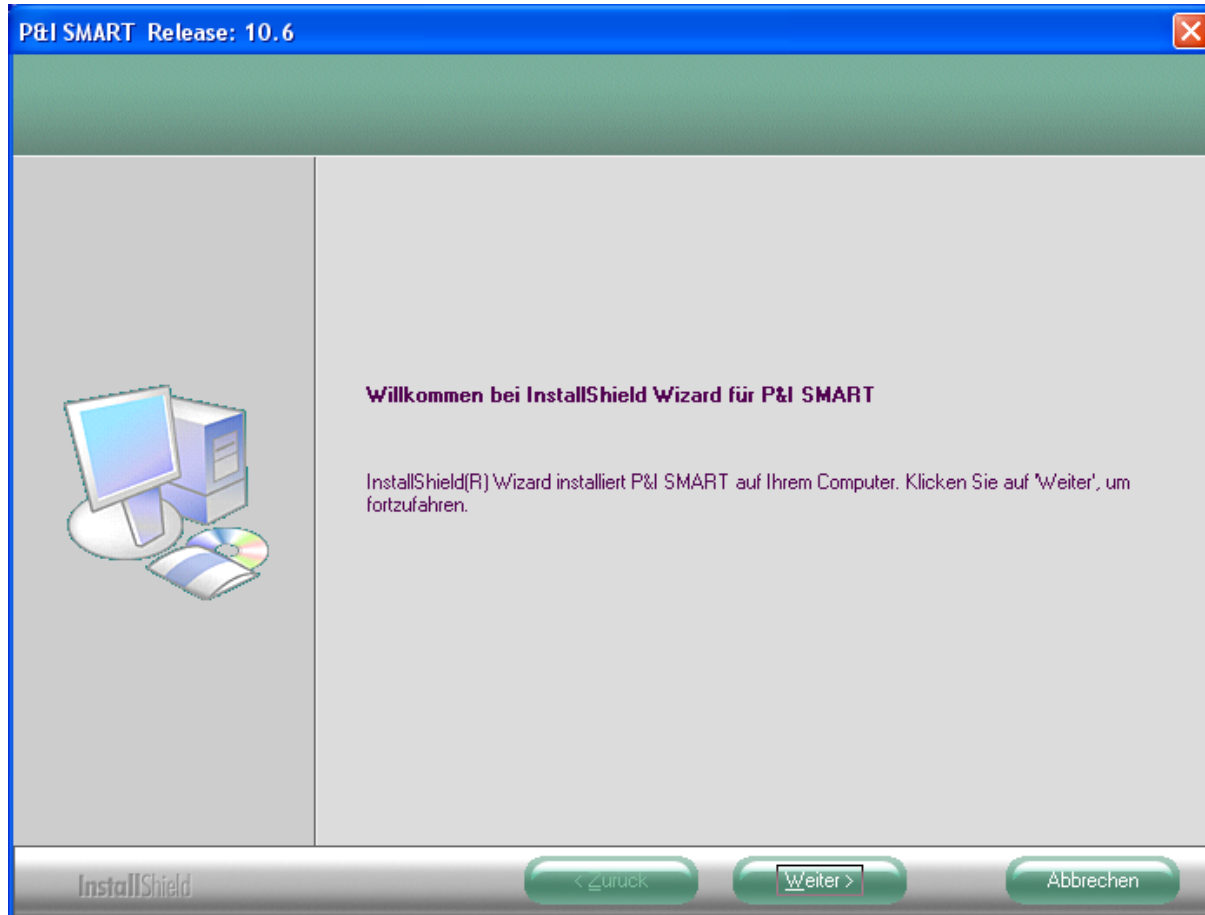 P&I SMART Release: 10.6
Willkommen bei InstallShield Wizard für P&I SMART
InstallShield(R) Wizard installiert P&I SMART auf Ihrem Computer. Klicken Sie auf 'Weiter', um
fortzufahren.
InstallShield
< Zurück
Weiter >
Abbrechen